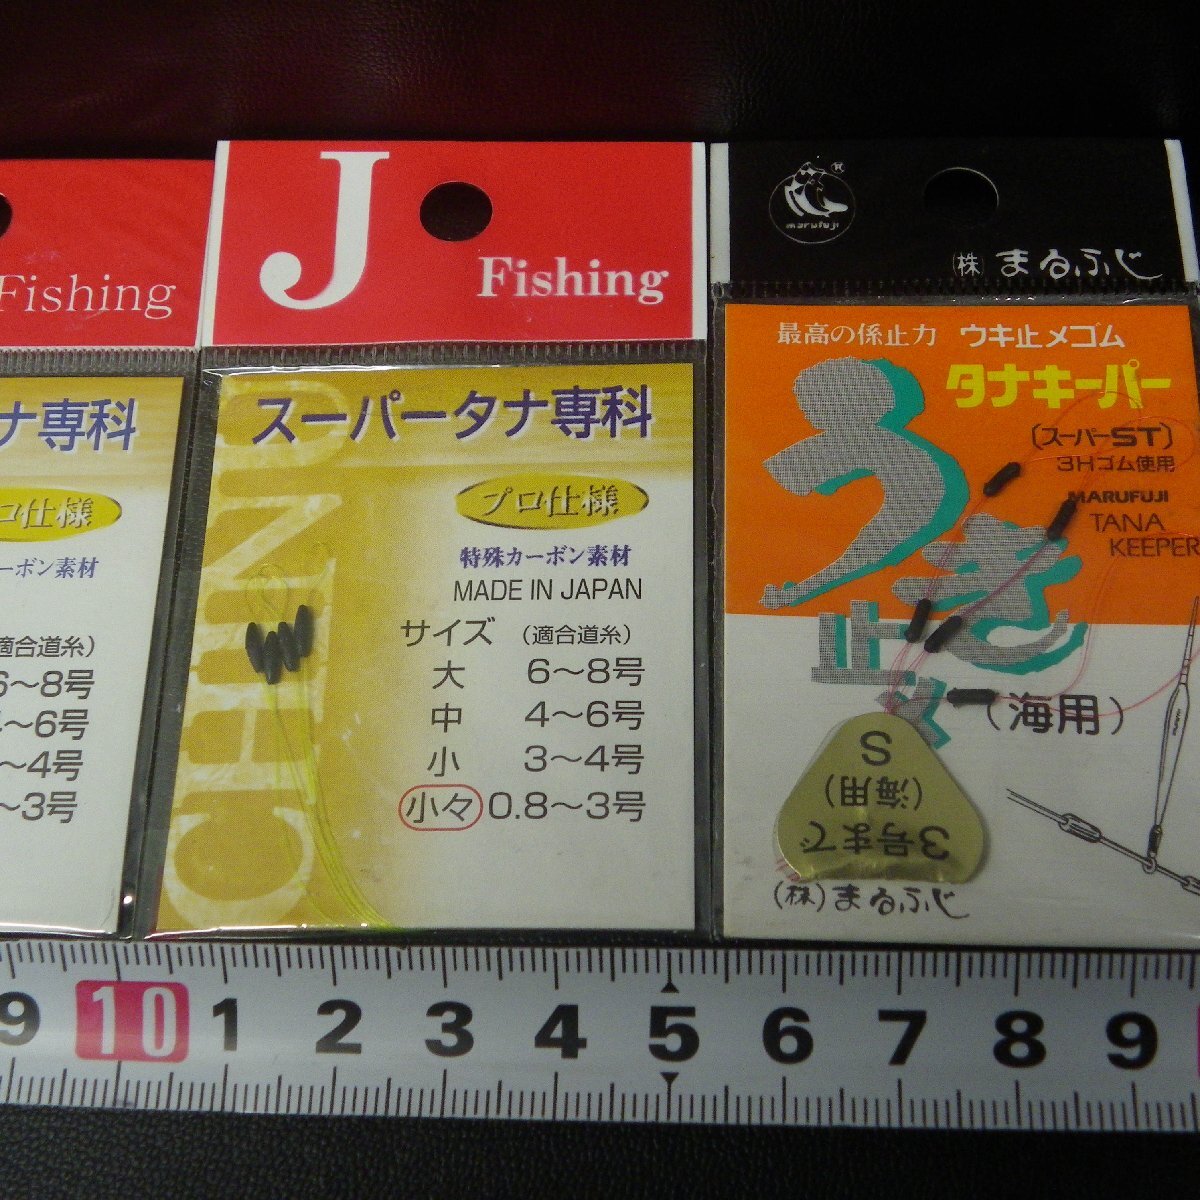 Fishing
ナ専科
ロ仕様
ーボン素材
適合道糸)
6〜8号
〜6号
〜4号
〜3号
J
Fishing
CHINU
スーパータナ専科
プロ仕様
特殊カーボン素材
MADE IN JAPAN
サイズ (適合道糸)
大 6〜8号
中 4〜6号
小 3〜4号
小々 0.8〜3号
marufuji
(株)まるふじ
最高の係止力 ウキ止メゴム
タナキーパー
(スーパーST)
3Hゴム使用
MARUFUJI
TANA
KEEPER
うき
止
(海用)
S
(海用)
3号まで
(株)まるふじ
9 10 1 2 3 4 5 6 7 8 9